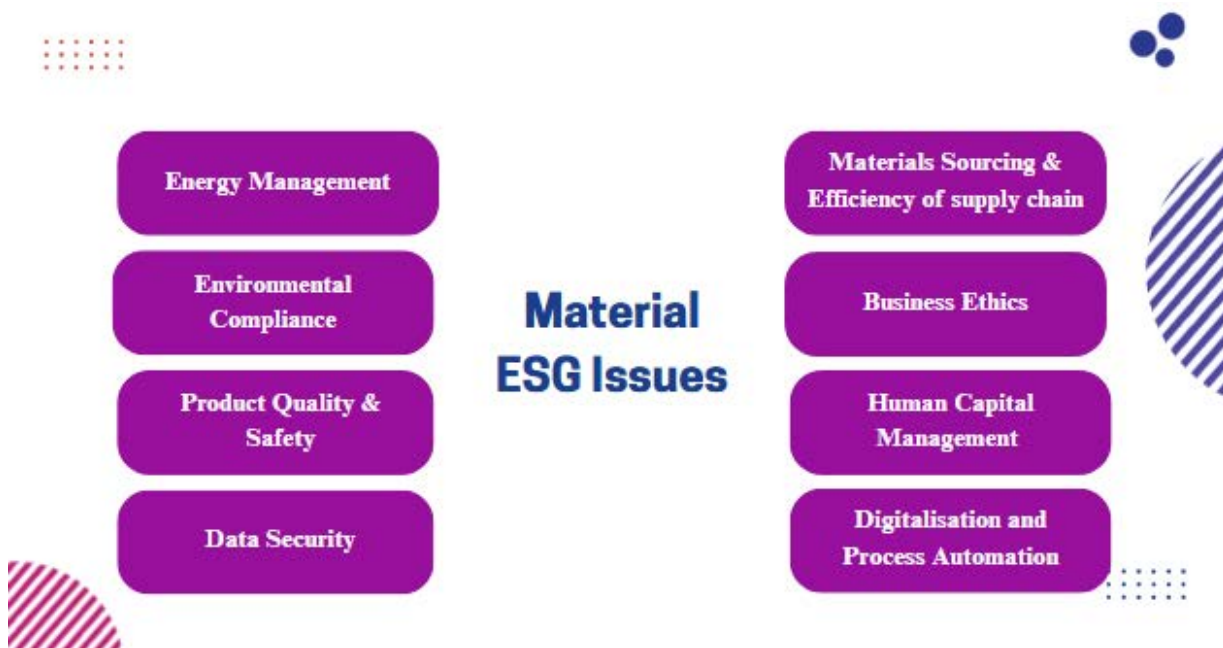 Energy Management
Environmental
Compliance
Product Quality &
Safety
Data Security
Material
ESG Issues
Materials Sourcing &
Efficiency of supply chain
Business Ethics
Human Capital
Management
Digitalisation and
Process Automation